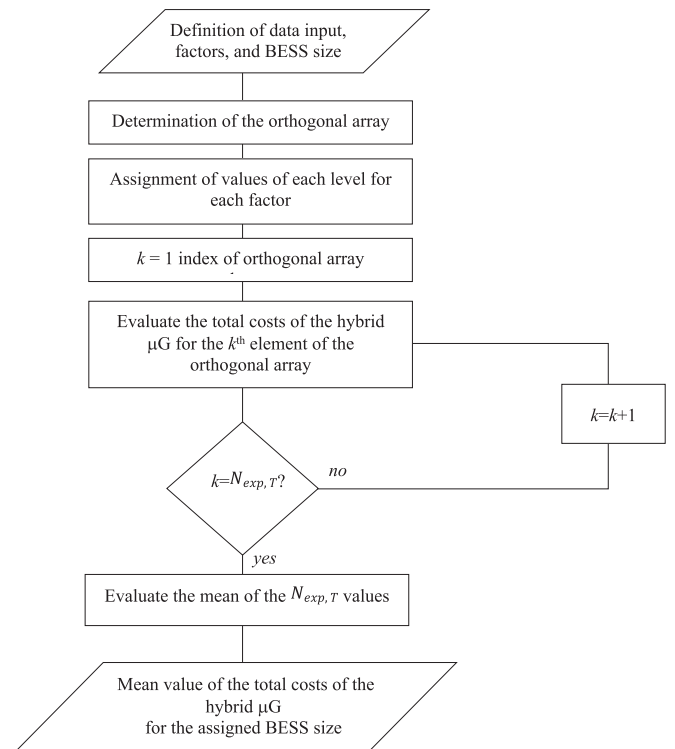 Definition of data input,
factors, and BESS size
Determination of the orthogonal array
Assignment of values of each level for
each factor
k = 1 index of orthogonal array
Evaluate the total costs of the hybrid
μG for the kth element of the
orthogonal array
k=k+1
k=Nexp,T?
no
yes
Evaluate the mean of the Nexp,T values
Mean value of the total costs of the
hybrid μG
for the assigned BESS size